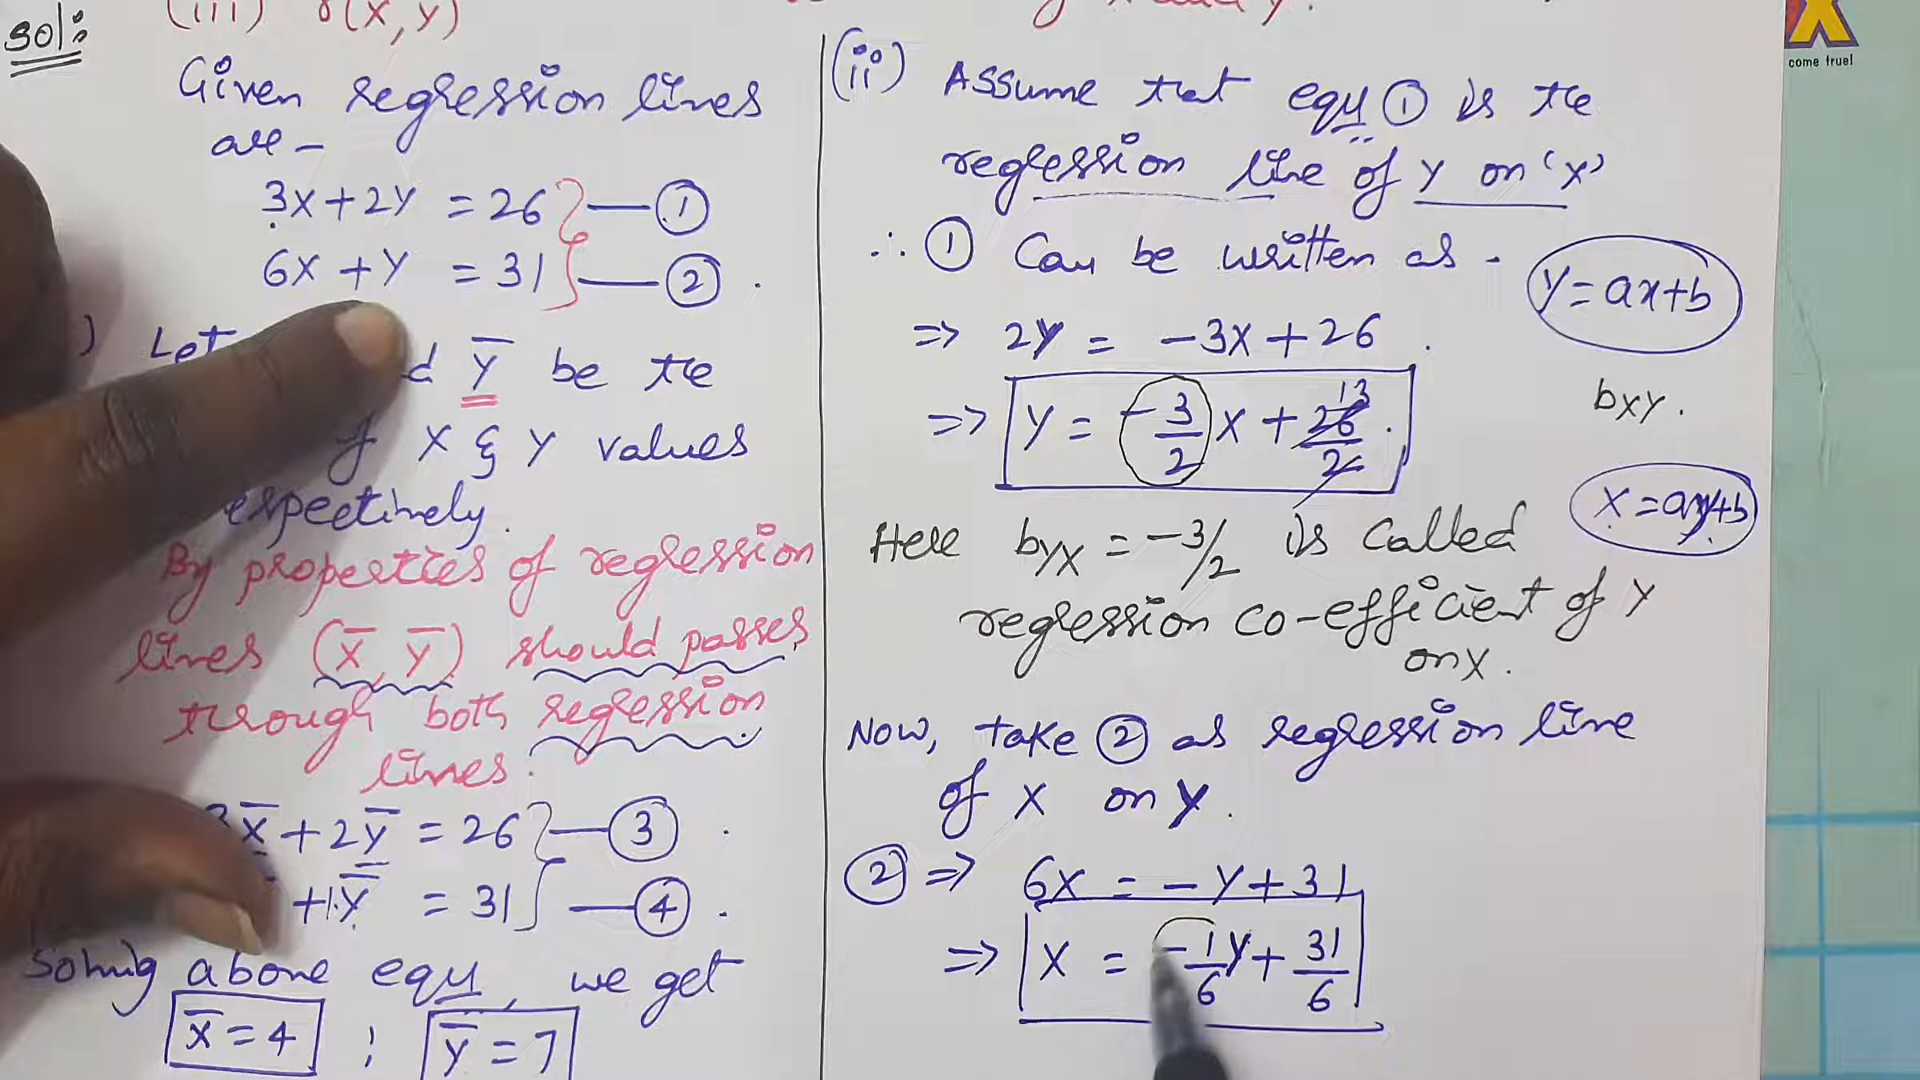 sol:
(iii) r(x,y)
Given regression lines
are -
3x+2y = 26 — ①
6x + y = 31 — ②
Let y̅ be the
x & y values
espectively.
By properties of regression
lines (x̅, y̅) should passes
through both regression
lines.
x̅ + 2y̅ = 26 — ③
+1.y̅ = 31 — ④
solving above equ, we get
x̅ = 4 ; y̅ = 7
(ii) Assume that equ ① is the
regression line of y on 'x'
∴ ① Can be written as -
y = ax+b
=> 2y = -3x + 26
=> y = -3/2 x + 26/2 13
bxy.
x = ay+b
Here byx = -3/2 is called
regression co-efficient of y
on x.
Now, take ② as regression line
of x on y.
② => 6x = -y + 31
=> x = -1/6 y + 31/6
come true!